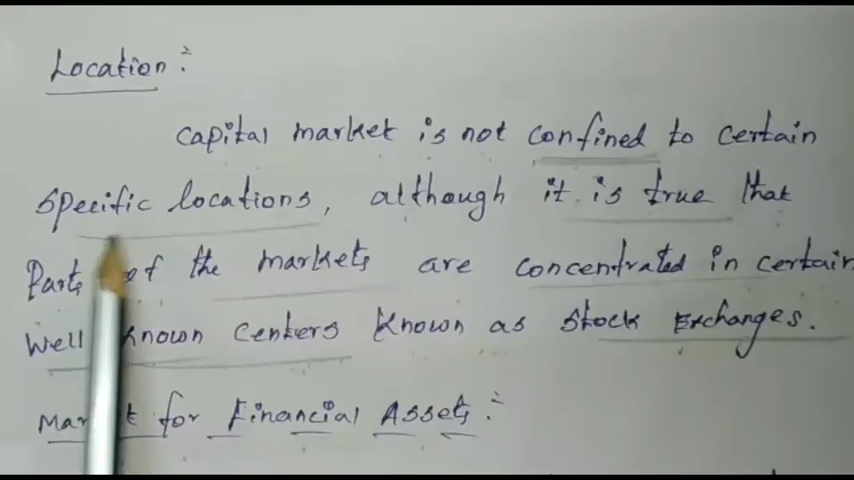 Location :
Capital market is not confined to certain
specific locations, although it is true that
Parts of the markets are concentrated in certain
well known centers known as stock Exchanges.
Market for Financial Assets :